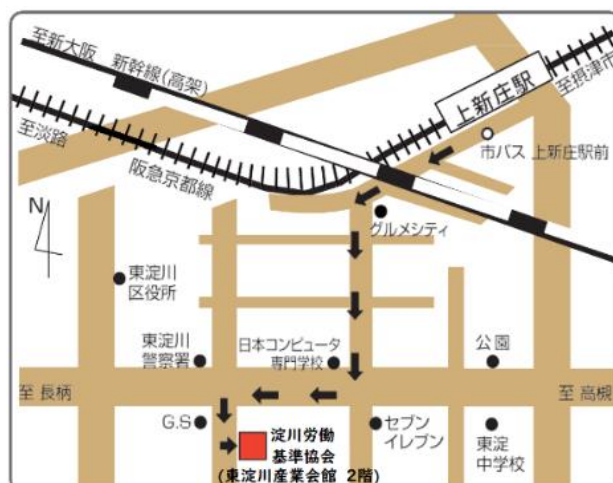 至新大阪
新幹線(高架)
上新庄駅
至摂津市
至淡路
阪急京都線
市バス 上新庄駅前
N
グルメシティ
東淀川
区役所
東淀川
警察署
日本コンピュータ
専門学校
公園
至 長柄
至 高槻
G.S
淀川労働
基準協会
(東淀川産業会館 2階)
セブン
イレブン
東淀
中学校